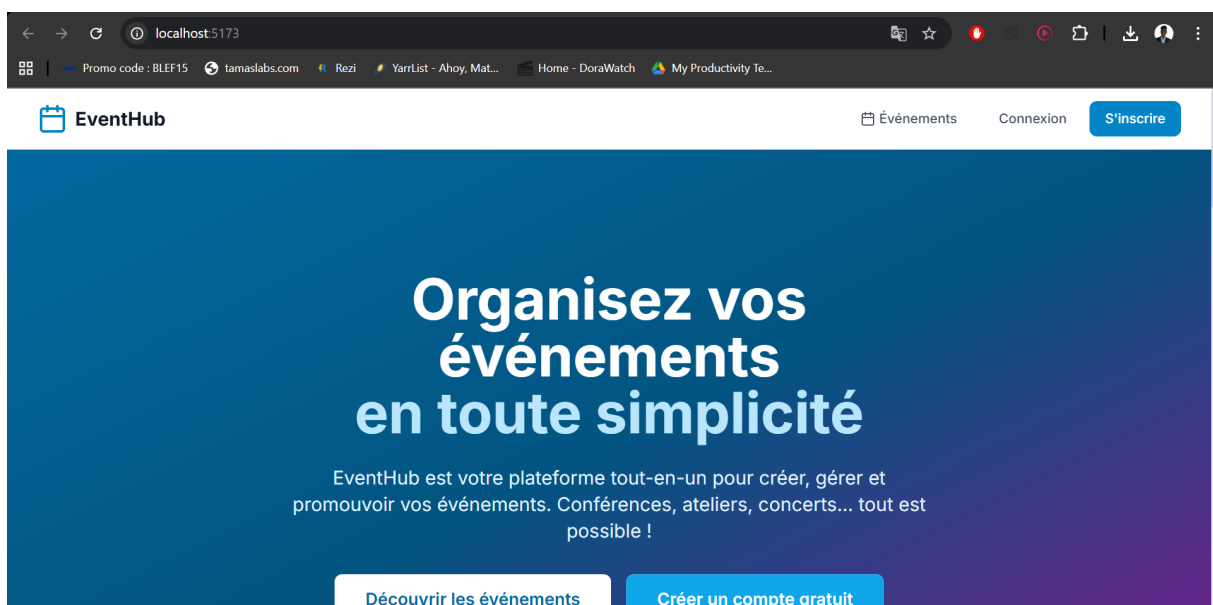 localhost:5173
Promo code : BLEF15 tamaslabs.com Rezi YarrList - Ahoy, Mat... Home - DoraWatch My Productivity Te...
EventHub Événements Connexion S'inscrire
Organisez vos
événements
en toute simplicité
EventHub est votre plateforme tout-en-un pour créer, gérer et
promouvoir vos événements. Conférences, ateliers, concerts... tout est
possible !
Découvrir les événements Créer un compte gratuit